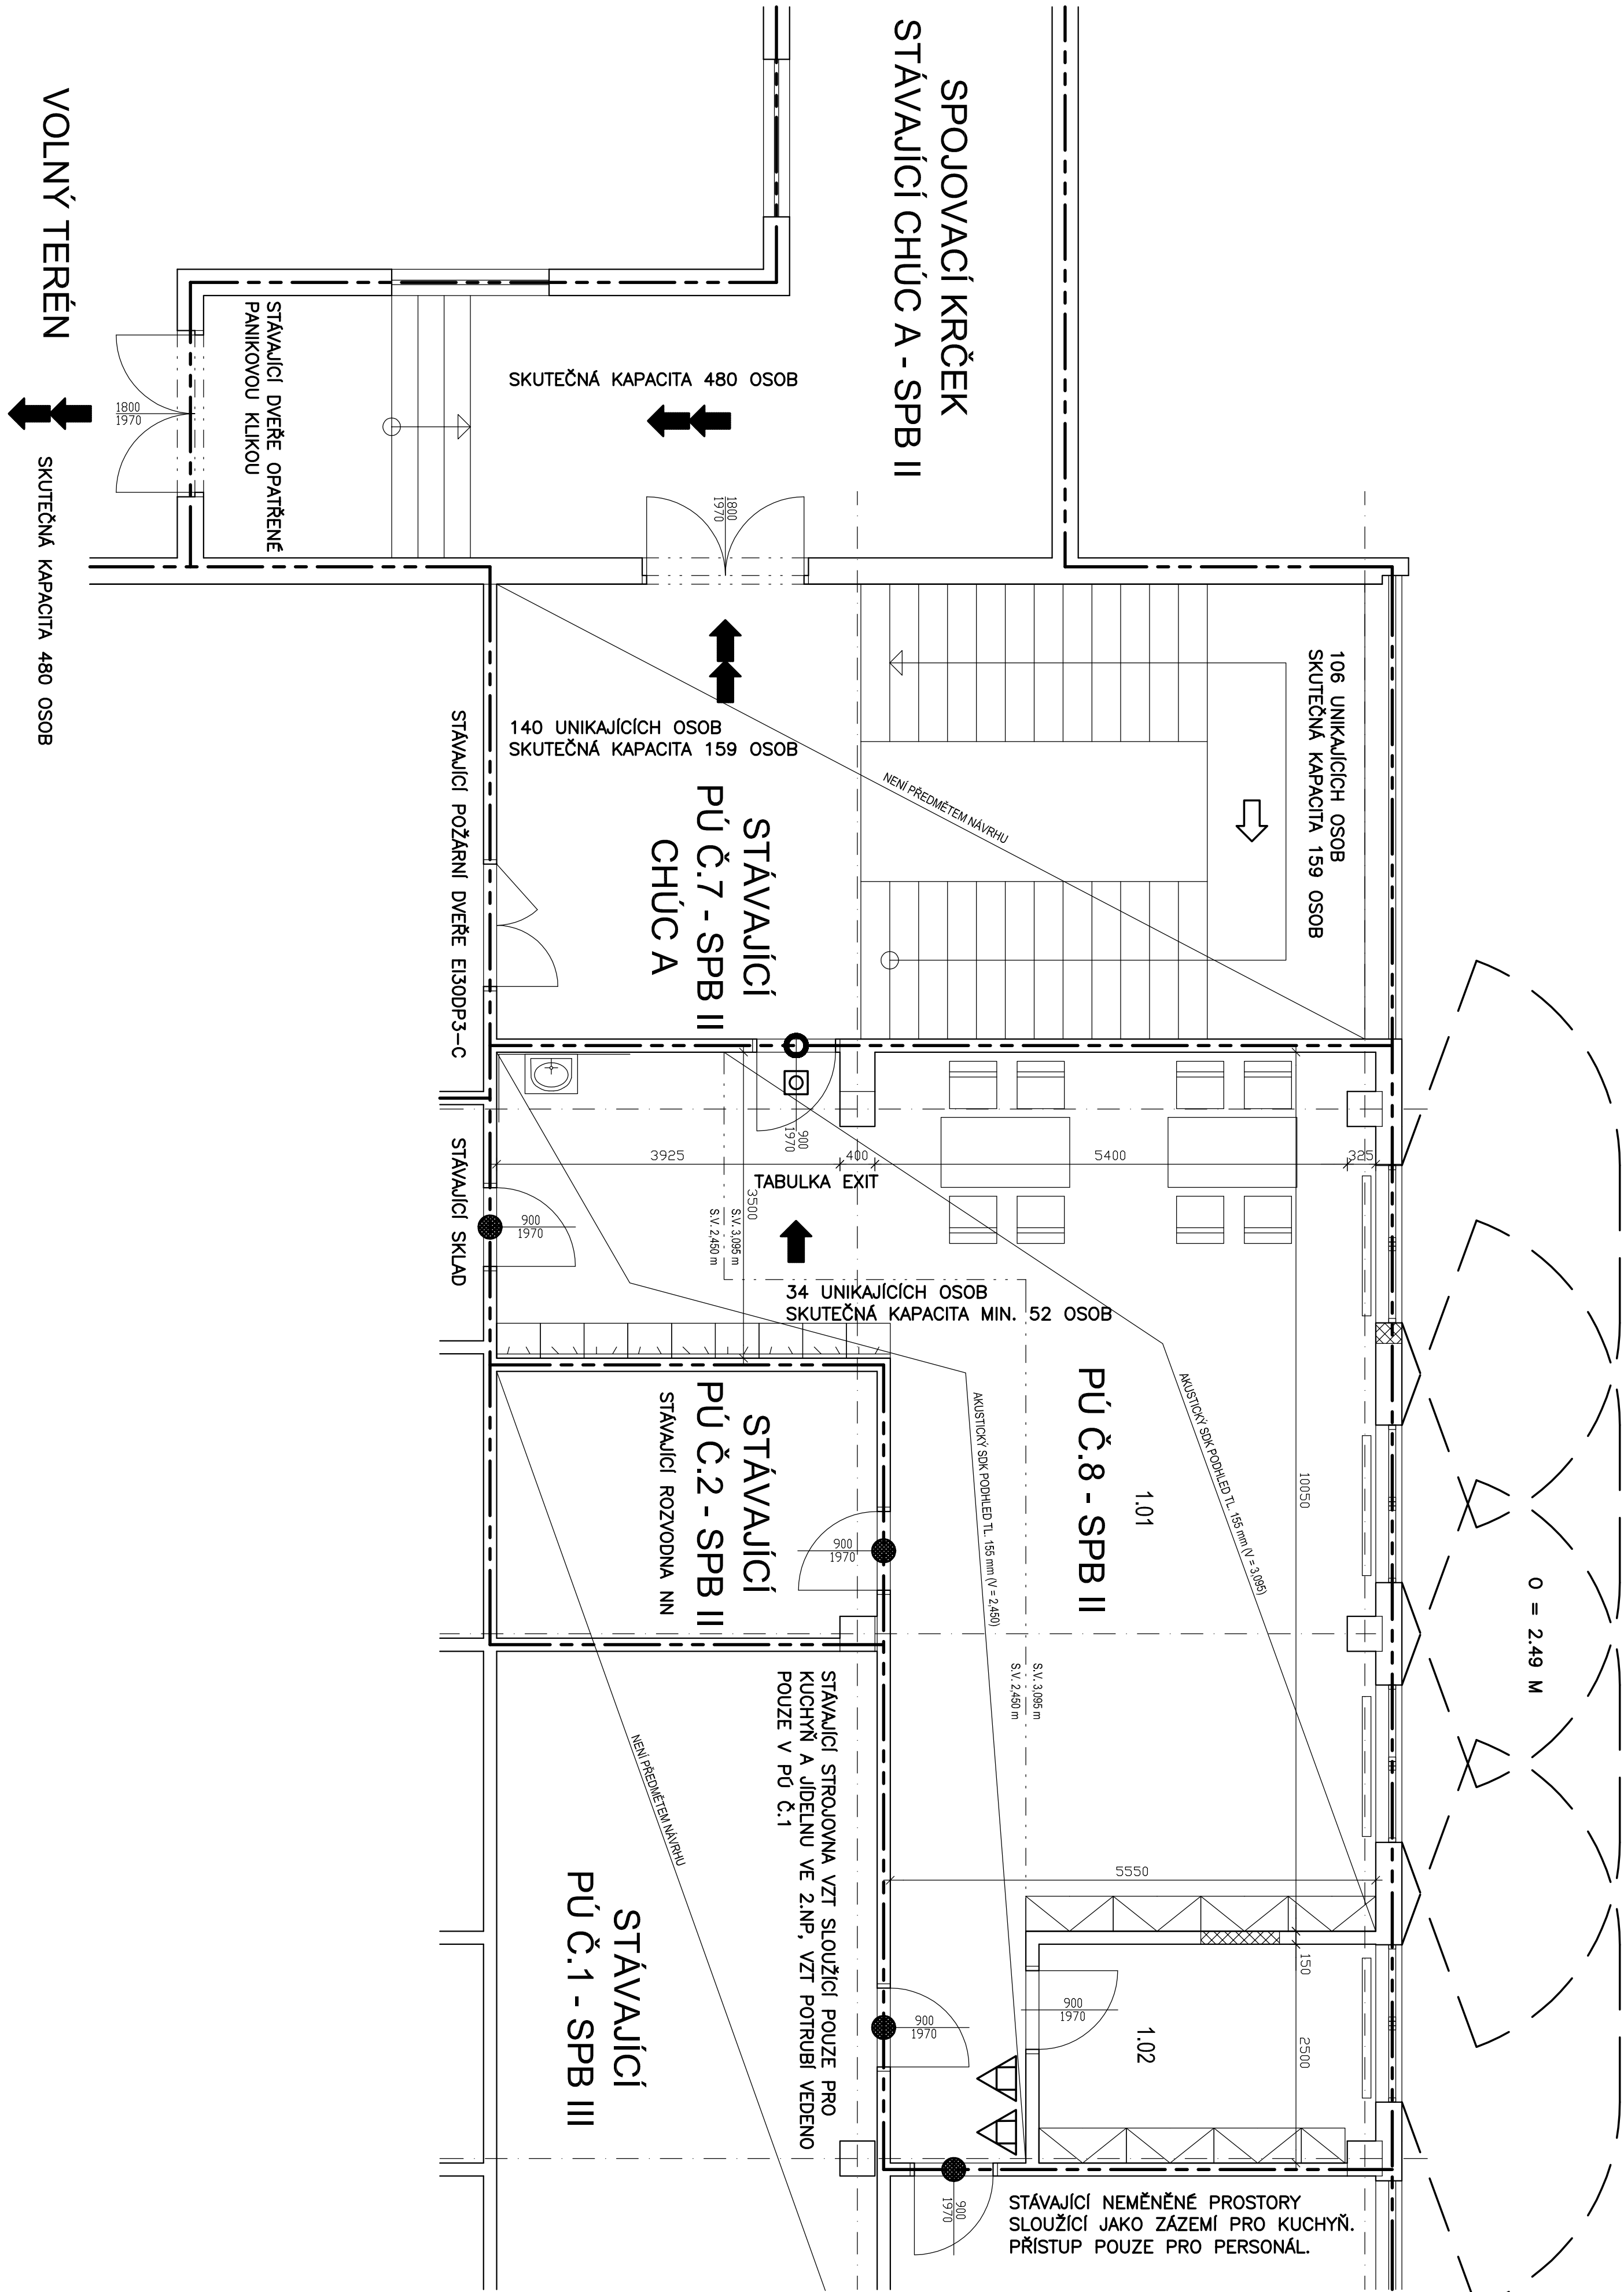 SPOJOVACÍ KRČEK
STÁVAJÍCÍ CHÚC A - SPB II
VOLNÝ TERÉN
SKUTEČNÁ KAPACITA 480 OSOB
1800
1970
STÁVAJÍCÍ DVEŘE OPATŘENÉ
PANIKOVOU KLIKOU
SKUTEČNÁ KAPACITA 480 OSOB
1800
1970
106 UNIKAJÍCÍCH OSOB
SKUTEČNÁ KAPACITA 159 OSOB
140 UNIKAJÍCÍCH OSOB
SKUTEČNÁ KAPACITA 159 OSOB
NENÍ PŘEDMĚTEM NÁVRHU
STÁVAJÍCÍ
PÚ Č.7 - SPB II
CHÚC A
STÁVAJÍCÍ POŽÁRNÍ DVEŘE EI30DP3-C
STÁVAJÍCÍ SKLAD
900
1970
900
1970
3925
400
5400
325
TABULKA EXIT
3500
S.V. 3,095 m
S.V. 2,450 m
34 UNIKAJÍCÍCH OSOB
SKUTEČNÁ KAPACITA MIN. 52 OSOB
AKUSTICKÝ SDK PODHLED TL. 155 mm (V = 3,095)
AKUSTICKÝ SDK PODHLED TL. 155 mm (V = 2,450)
1.01
PÚ Č.8 - SPB II
10050
O = 2.49 M
STÁVAJÍCÍ
PÚ Č.2 - SPB II
STÁVAJÍCÍ ROZVODNA NN
900
1970
S.V. 3,095 m
S.V. 2,450 m
5550
STÁVAJÍCÍ STROJOVNA VZT SLOUŽÍCÍ POUZE PRO
KUCHYŇ A JÍDELNU VE 2.NP, VZT POTRUBÍ VEDENO
POUZE V PÚ Č.1
NENÍ PŘEDMĚTEM NÁVRHU
STÁVAJÍCÍ
PÚ Č.1 - SPB III
150
2500
1.02
900
1970
900
1970
900
1970
STÁVAJÍCÍ NEMĚNĚNÉ PROSTORY
SLOUŽÍCÍ JAKO ZÁZEMÍ PRO KUCHYŇ.
PŘÍSTUP POUZE PRO PERSONÁL.